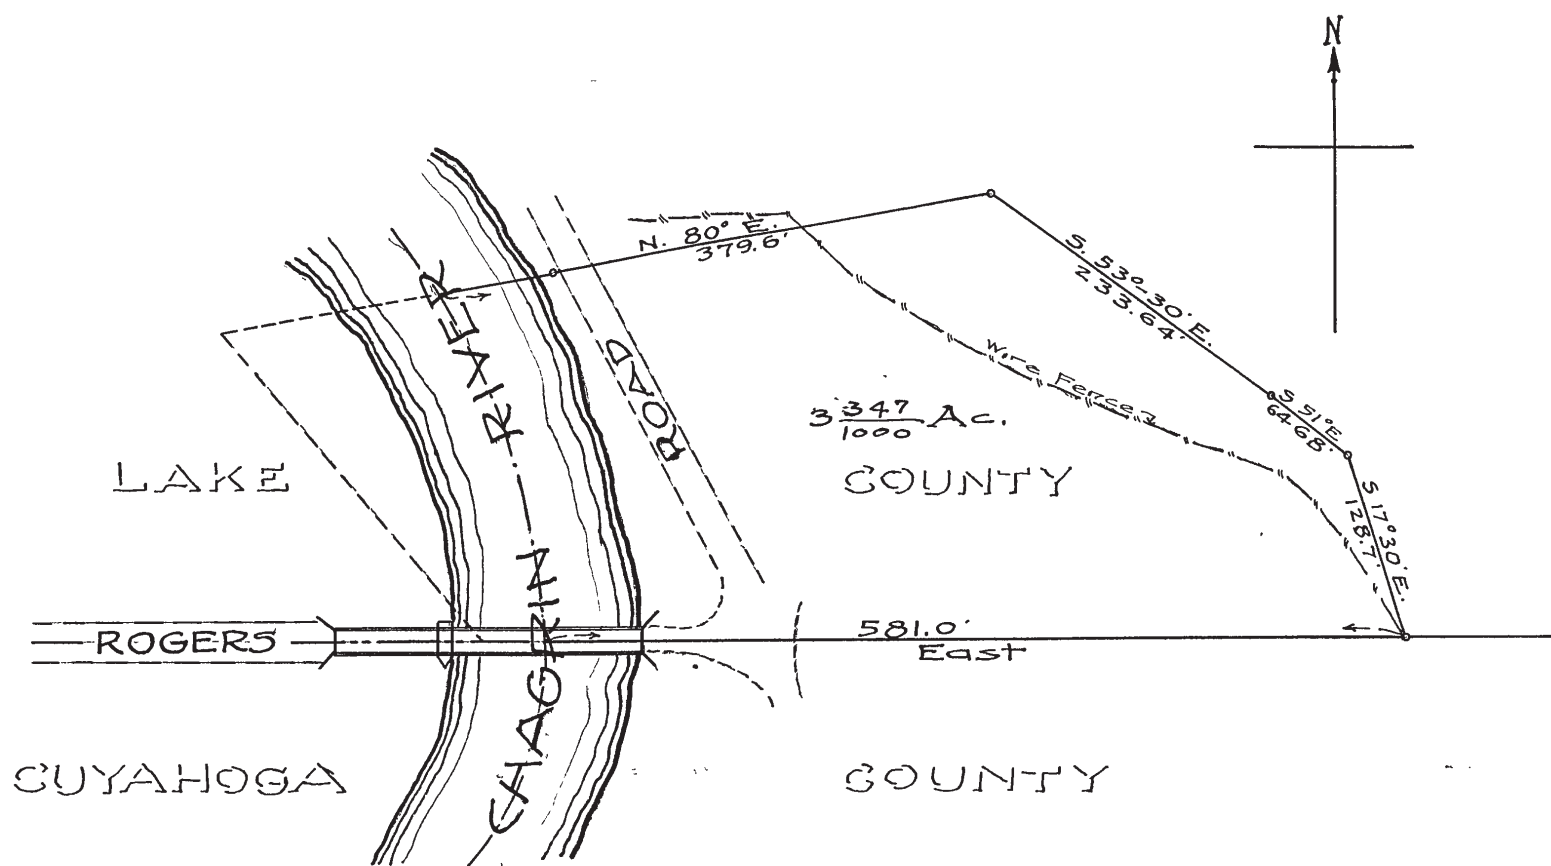 N
N. 80° E.
379.6'
S. 53°-30' E.
233.64'
S 51° E
64.68'
S 17° 30' E.
128.7'
Wire Fence
ROAD
CHAGRIN RIVER
3 347/1000 Ac.
LAKE COUNTY
ROGERS
581.0'
East
CUYAHOGA COUNTY